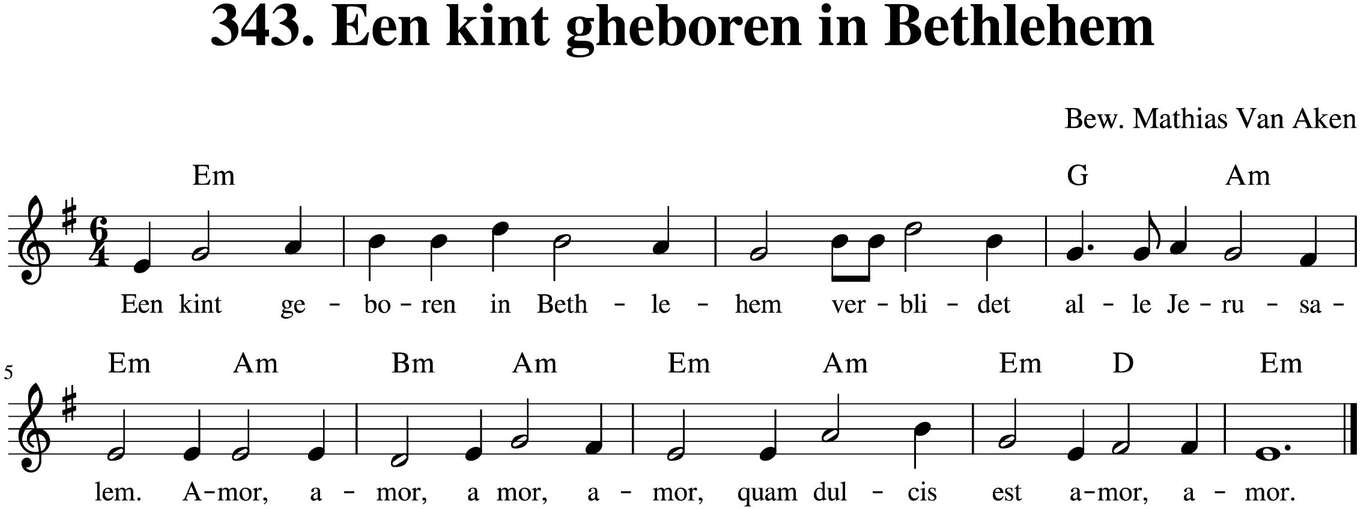 343. Een kint gheboren in Bethlehem
Bew. Mathias Van Aken
Em G Am
6
4
Een kint ge - bo - ren in Beth - le - hem ver - bli - det al - le Je - ru - sa -
5
Em Am Bm Am Em Am Em D Em
lem. A - mor, a - mor, a mor, a - mor, quam dul - cis est a - mor, a - mor.